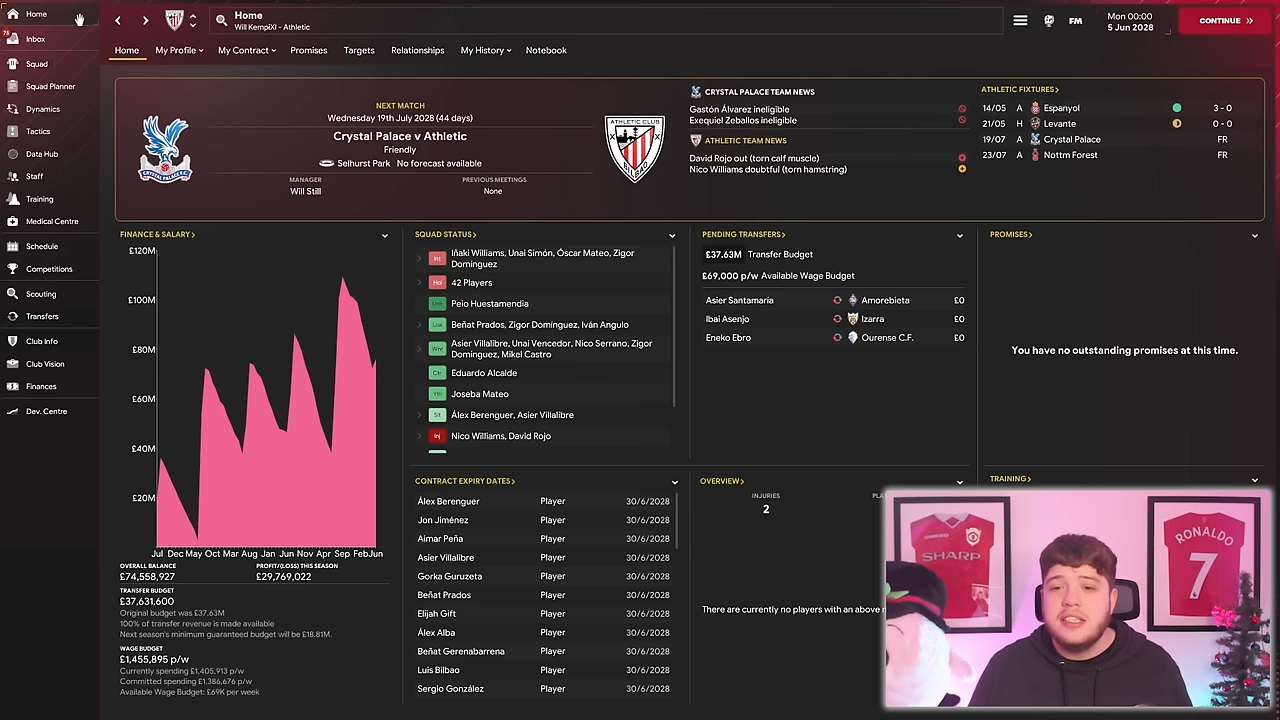 Home
Inbox
Squad
Squad Planner
Dynamics
Tactics
Data Hub
Staff
Training
Medical Centre
Schedule
Competitions
Scouting
Transfers
Club Info
Club Vision
Finances
Dev. Centre
Home
Will KempiXI - Athletic
FM
Mon 00:00
5 Jun 2028
CONTINUE
Home My Profile My Contract Promises Targets Relationships My History Notebook
NEXT MATCH
Wednesday 19th July 2028 (44 days)
Crystal Palace v Athletic
Friendly
Selhurst Park No forecast available
MANAGER
Will Still
PREVIOUS MEETINGS
None
ATHLETIC CLUB
CRYSTAL PALACE TEAM NEWS
Gastón Álvarez ineligible
Exequiel Zeballos ineligible
ATHLETIC TEAM NEWS
David Rojo out (torn calf muscle)
Nico Williams doubtful (torn hamstring)
ATHLETIC FIXTURES
14/05 A Espanyol 3 - 0
21/05 H Levante 0 - 0
19/07 A Crystal Palace FR
23/07 A Nottm Forest FR
FINANCE & SALARY
£120M
£100M
£80M
£60M
£40M
£20M
Jul Dec May Oct Mar Aug Jan Jun Nov Apr Sep Feb Jun
OVERALL BALANCE
£74,558,927
PROFIT/(LOSS) THIS SEASON
£29,769,022
TRANSFER BUDGET
£37,631,600
Original budget was £37.63M
100% of transfer revenue is made available
Next season's minimum guaranteed budget will be £18.81M.
WAGE BUDGET
£1,455,895 p/w
Currently spending £1,405,913 p/w
Committed spending £1,386,676 p/w
Available Wage Budget: £69K per week
SQUAD STATUS
Int Iñaki Williams, Unai Simón, Óscar Mateo, Zigor
Dominguez
Hol 42 Players
Peio Huestamendia
Beñat Prados, Zigor Domínguez, Iván Angulo
Wnt Asier Villalibre, Unai Vencedor, Nico Serrano, Zigor
Dominguez, Mikel Castro
Ctr Eduardo Alcalde
Yth Joseba Mateo
Slt Álex Berenguer, Asier Villalibre
Inj Nico Williams, David Rojo
CONTRACT EXPIRY DATES
Álex Berenguer Player 30/6/2028
Jon Jiménez Player 30/6/2028
Aimar Peña Player 30/6/2028
Asier Villalibre Player 30/6/2028
Gorka Guruzeta Player 30/6/2028
Beñat Prados Player 30/6/2028
Elijah Gift Player 30/6/2028
Álex Alba Player 30/6/2028
Beñat Gerenabarrena Player 30/6/2028
Luis Bilbao Player 30/6/2028
Sergio González Player 30/6/2028
PENDING TRANSFERS
£37.63M Transfer Budget
£69,000 p/w Available Wage Budget
Asier Santamaría Amorebieta £0
Ibai Asenjo Izarra £0
Eneko Ebro Ourense C.F. £0
OVERVIEW
INJURIES
2
There are currently no players with an above
PROMISES
You have no outstanding promises at this time.
TRAINING
SHARP
RONALDO
7